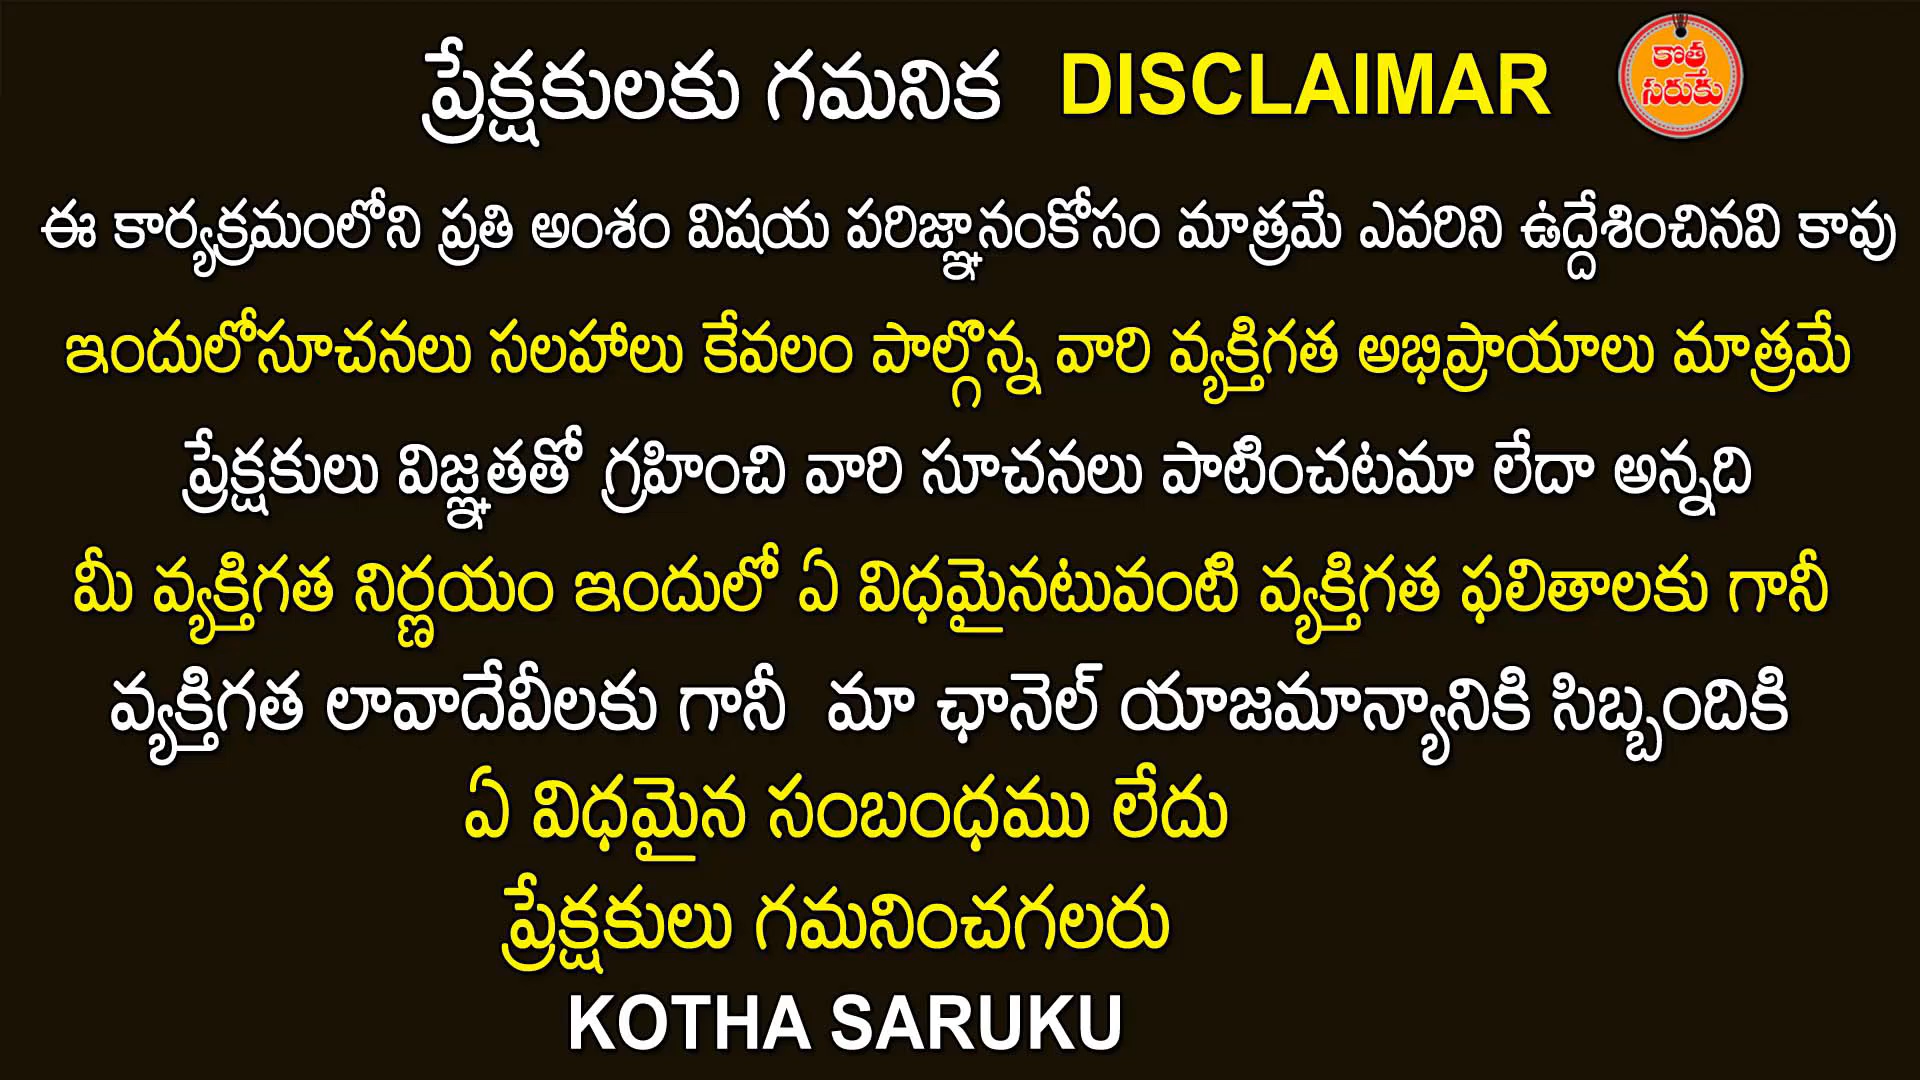 ప్రేక్షకులకు గమనిక DISCLAIMAR
కొత్త
సరుకు
ఈ కార్యక్రమంలోని ప్రతి అంశం విషయ పరిజ్ఞానంకోసం మాత్రమే ఎవరిని ఉద్దేశించినవి కావు
ఇందులోసూచనలు సలహాలు కేవలం పాల్గొన్న వారి వ్యక్తిగత అభిప్రాయాలు మాత్రమే
ప్రేక్షకులు విజ్ఞతతో గ్రహించి వారి సూచనలు పాటించటమా లేదా అన్నది
మీ వ్యక్తిగత నిర్ణయం ఇందులో ఏ విధమైనటువంటి వ్యక్తిగత ఫలితాలకు గానీ
వ్యక్తిగత లావాదేవీలకు గానీ మా ఛానెల్ యాజమాన్యానికి సిబ్బందికి
ఏ విధమైన సంబంధము లేదు
ప్రేక్షకులు గమనించగలరు
KOTHA SARUKU